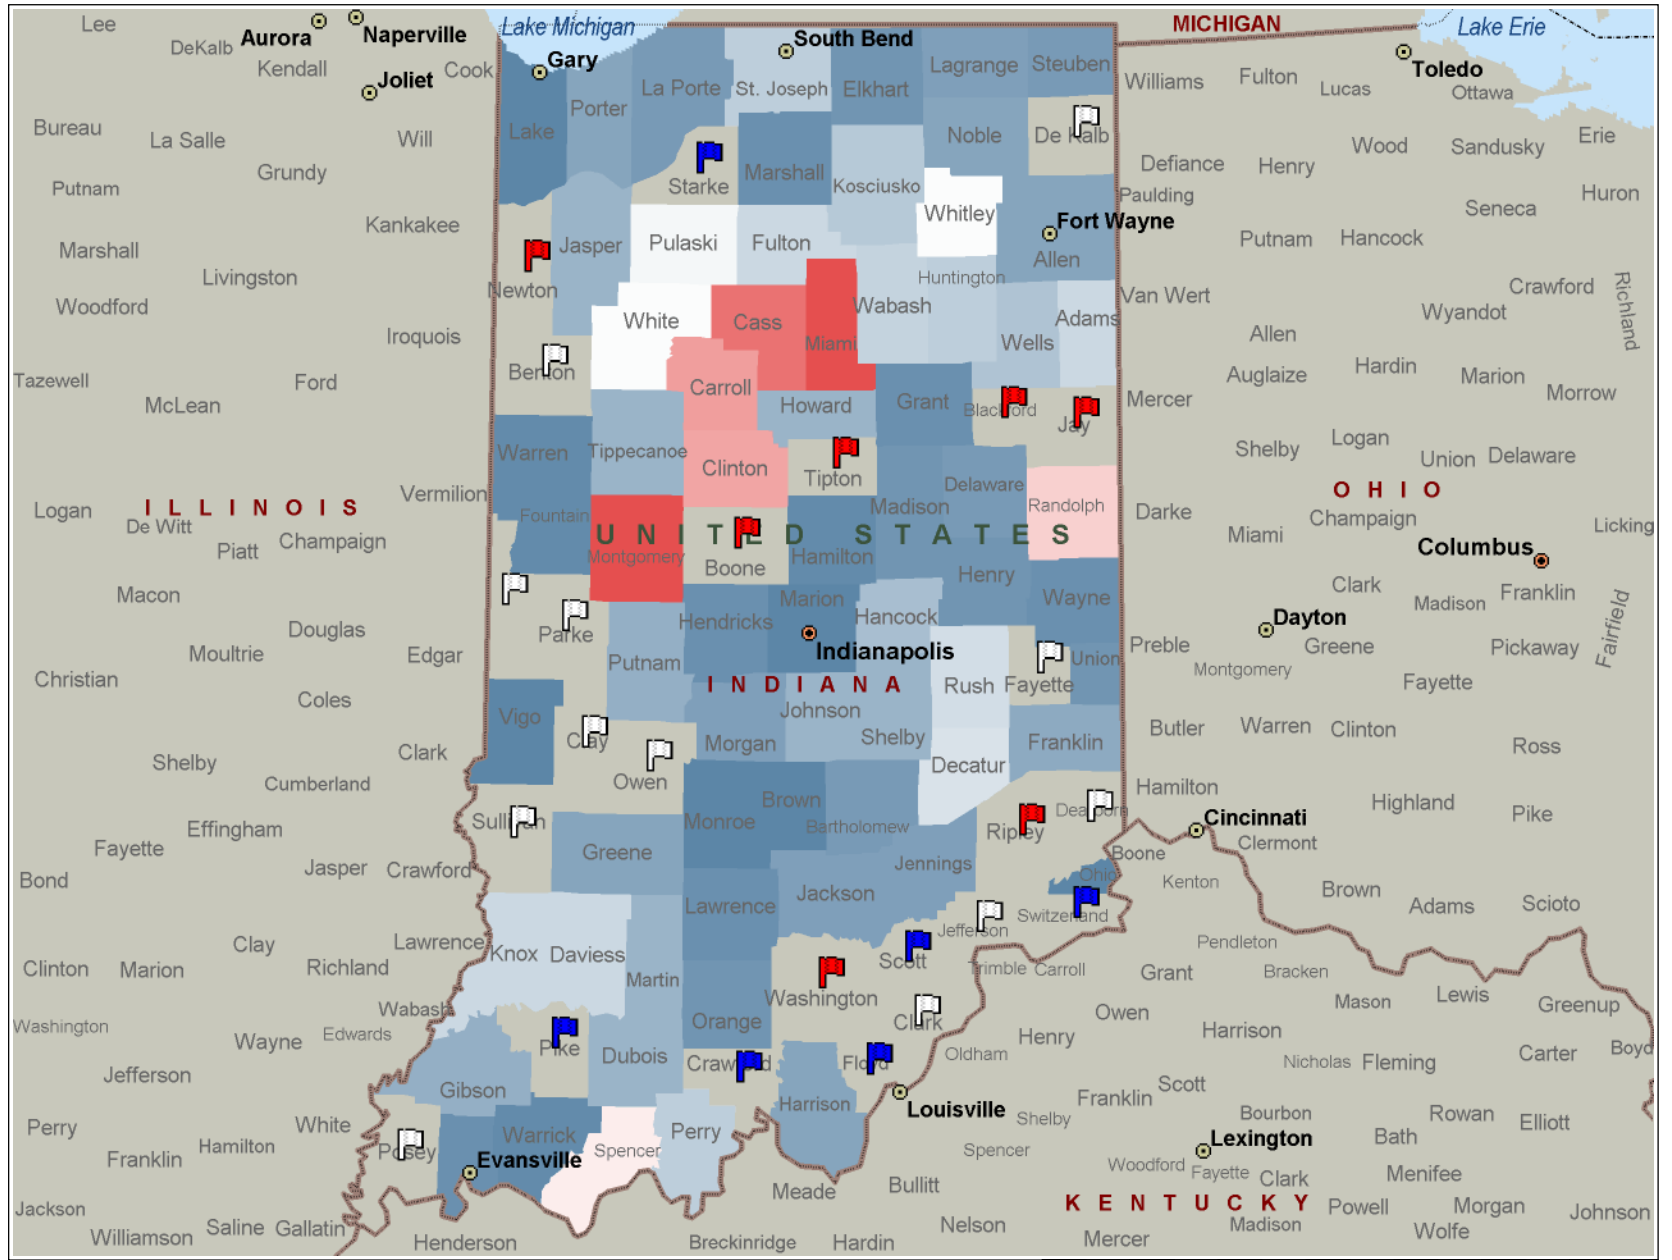 Lee
DeKalb
Kendall
Aurora
Naperville
Joliet
Cook
Lake Michigan
Gary
South Bend
MICHIGAN
Lake Erie
Toledo
Bureau
La Salle
Will
Grundy
Putnam
Kankakee
Marshall
Livingston
Woodford
Iroquois
Tazewell
Ford
McLean
Logan
ILLINOIS
De Witt
Piatt
Champaign
Vermilion
Macon
Douglas
Moultrie
Edgar
Christian
Coles
Shelby
Cumberland
Clark
Effingham
Fayette
Jasper
Crawford
Bond
Clay
Lawrence
Clinton
Marion
Richland
Wabash
Washington
Wayne
Edwards
Jefferson
Perry
White
Hamilton
Franklin
Jackson
Williamson
Saline
Gallatin
Lake
Porter
La Porte
St. Joseph
Elkhart
Lagrange
Steuben
Noble
De Kalb
Starke
Marshall
Kosciusko
Whitley
Fort Wayne
Allen
Newton
Jasper
Pulaski
Fulton
Huntington
White
Cass
Miami
Wabash
Wells
Adams
Benton
Carroll
Howard
Grant
Blackford
Jay
Warren
Tippecanoe
Clinton
Tipton
Madison
Delaware
Randolph
Fountain
UNITED STATES
Montgomery
Boone
Hamilton
Henry
Wayne
Parke
Hendricks
Marion
Hancock
Indianapolis
Putnam
INDIANA
Rush
Fayette
Union
Vigo
Clay
Owen
Morgan
Johnson
Shelby
Decatur
Franklin
Sullivan
Greene
Monroe
Brown
Bartholomew
Jennings
Ripley
Dearborn
Ohio
Switzerland
Jefferson
Lawrence
Jackson
Scott
Knox
Daviess
Martin
Washington
Clark
Orange
Pike
Dubois
Crawford
Floyd
Gibson
Harrison
Posey
Warrick
Evansville
Spencer
Perry
Williams
Fulton
Lucas
Ottawa
Wood
Sandusky
Erie
Defiance
Henry
Paulding
Seneca
Huron
Putnam
Hancock
Van Wert
Crawford
Wyandot
Richland
Allen
Hardin
Marion
Auglaize
Mercer
Morrow
Shelby
Logan
Union
Delaware
OHIO
Darke
Champaign
Miami
Licking
Columbus
Clark
Madison
Franklin
Fairfield
Dayton
Preble
Greene
Pickaway
Montgomery
Fayette
Butler
Warren
Clinton
Ross
Hamilton
Highland
Pike
Cincinnati
Clermont
Boone
Kenton
Brown
Adams
Scioto
Pendleton
Trimble
Carroll
Grant
Bracken
Mason
Lewis
Greenup
Owen
Harrison
Henry
Oldham
Nicholas
Fleming
Carter
Boyd
Louisville
Shelby
Franklin
Scott
Bourbon
Rowan
Elliott
Bath
Lexington
Spencer
Woodford
Fayette
Clark
Menifee
Meade
Bullitt
KENTUCKY
Powell
Morgan
Johnson
Nelson
Madison
Wolfe
Mercer
Henderson
Breckinridge
Hardin